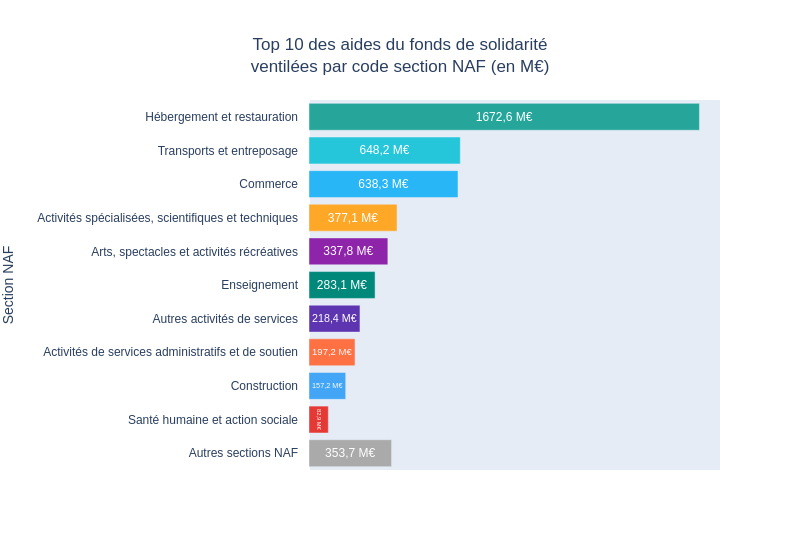 Top 10 des aides du fonds de solidarité
ventilées par code section NAF (en M€)
Section NAF
Hébergement et restauration 1672,6 M€
Transports et entreposage 648,2 M€
Commerce 638,3 M€
Activités spécialisées, scientifiques et techniques 377,1 M€
Arts, spectacles et activités récréatives 337,8 M€
Enseignement 283,1 M€
Autres activités de services 218,4 M€
Activités de services administratifs et de soutien 197,2 M€
Construction 157,2 M€
Santé humaine et action sociale
Autres sections NAF 353,7 M€